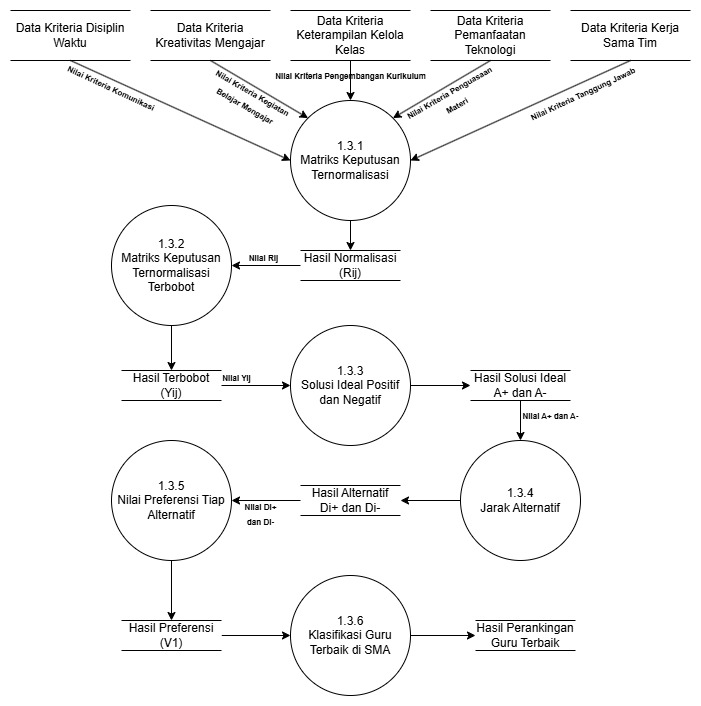 Data Kriteria Disiplin
Waktu
Data Kriteria
Kreativitas Mengajar
Data Kriteria
Keterampilan Kelola
Kelas
Data Kriteria
Pemanfaatan
Teknologi
Data Kriteria Kerja
Sama Tim
Nilai Kriteria Komunikasi
Nilai Kriteria Kegiatan
Belajar Mengajar
Nilai Kriteria Pengembangan Kurikulum
Nilai Kriteria Penguasaan
Materi
Nilai Kriteria Tanggung Jawab
1.3.1
Matriks Keputusan
Ternormalisasi
1.3.2
Matriks Keputusan
Ternormalisasi
Terbobot
Nilai Rij
Hasil Normalisasi
(Rij)
Hasil Terbobot
(Yij)
Nilai Yij
1.3.3
Solusi Ideal Positif
dan Negatif
Hasil Solusi Ideal
A+ dan A-
Nilai A+ dan A-
1.3.5
Nilai Preferensi Tiap
Alternatif
Nilai Di+
dan Di-
Hasil Alternatif
Di+ dan Di-
1.3.4
Jarak Alternatif
Hasil Preferensi
(V1)
1.3.6
Klasifikasi Guru
Terbaik di SMA
Hasil Perankingan
Guru Terbaik